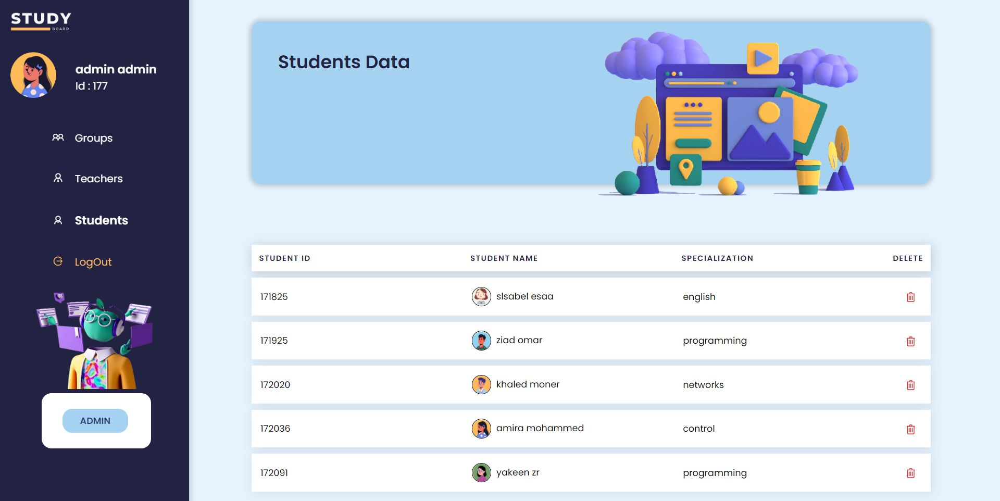 STUDY
BOARD
admin admin
Id : 177
Groups
Teachers
Students
LogOut
ADMIN
Students Data
STUDENT ID STUDENT NAME SPECIALIZATION DELETE
171825 slsabel esaa english
171925 ziad omar programming
172020 khaled moner networks
172036 amira mohammed control
172091 yakeen zr programming